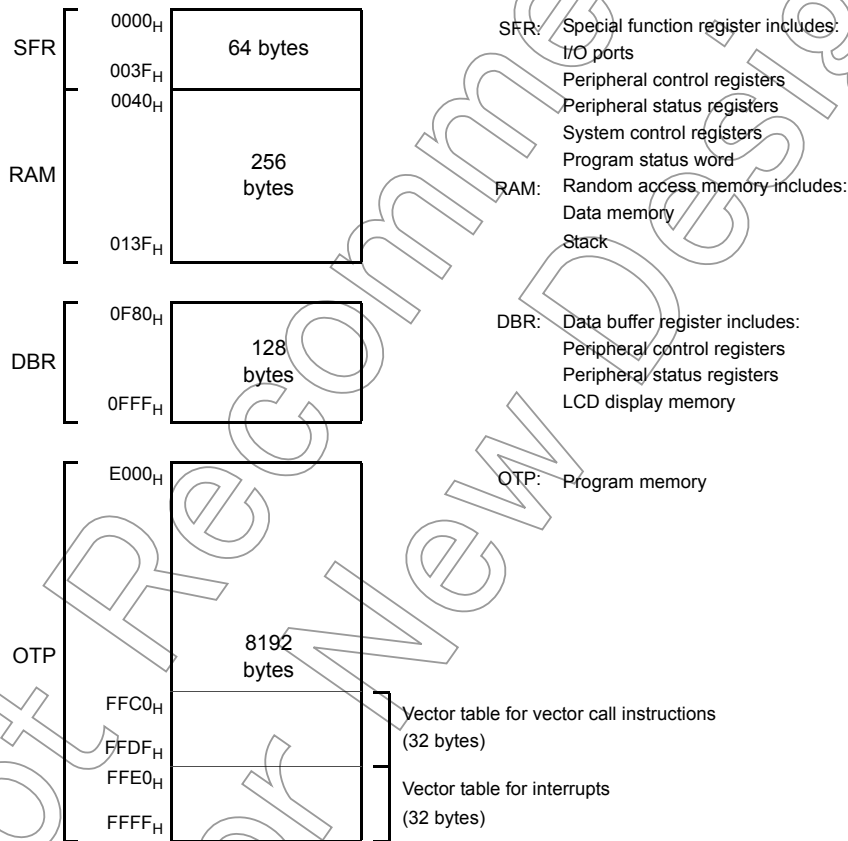 SFR
0000H
003FH
64 bytes
RAM
0040H
013FH
256
bytes
SFR: Special function register includes:
I/O ports
Peripheral control registers
Peripheral status registers
System control registers
Program status word
RAM: Random access memory includes:
Data memory
Stack
DBR
0F80H
0FFFH
128
bytes
DBR: Data buffer register includes:
Peripheral control registers
Peripheral status registers
LCD display memory
OTP
E000H
8192
bytes
OTP: Program memory
FFC0H
FFDFH
Vector table for vector call instructions
(32 bytes)
FFE0H
FFFFH
Vector table for interrupts
(32 bytes)